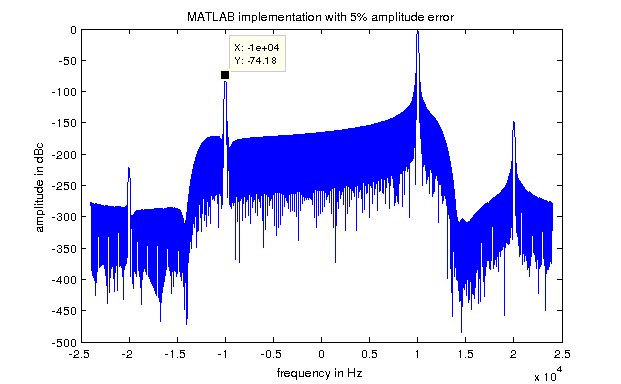 MATLAB implementation with 5% amplitude error
X: -1e+04
Y: -74.18
0
-50
-100
-150
-200
-250
-300
-350
-400
-450
-500
amplitude in dBc
-2.5 -2 -1.5 -1 -0.5 0 0.5 1 1.5 2 2.5
frequency in Hz
x 10^4